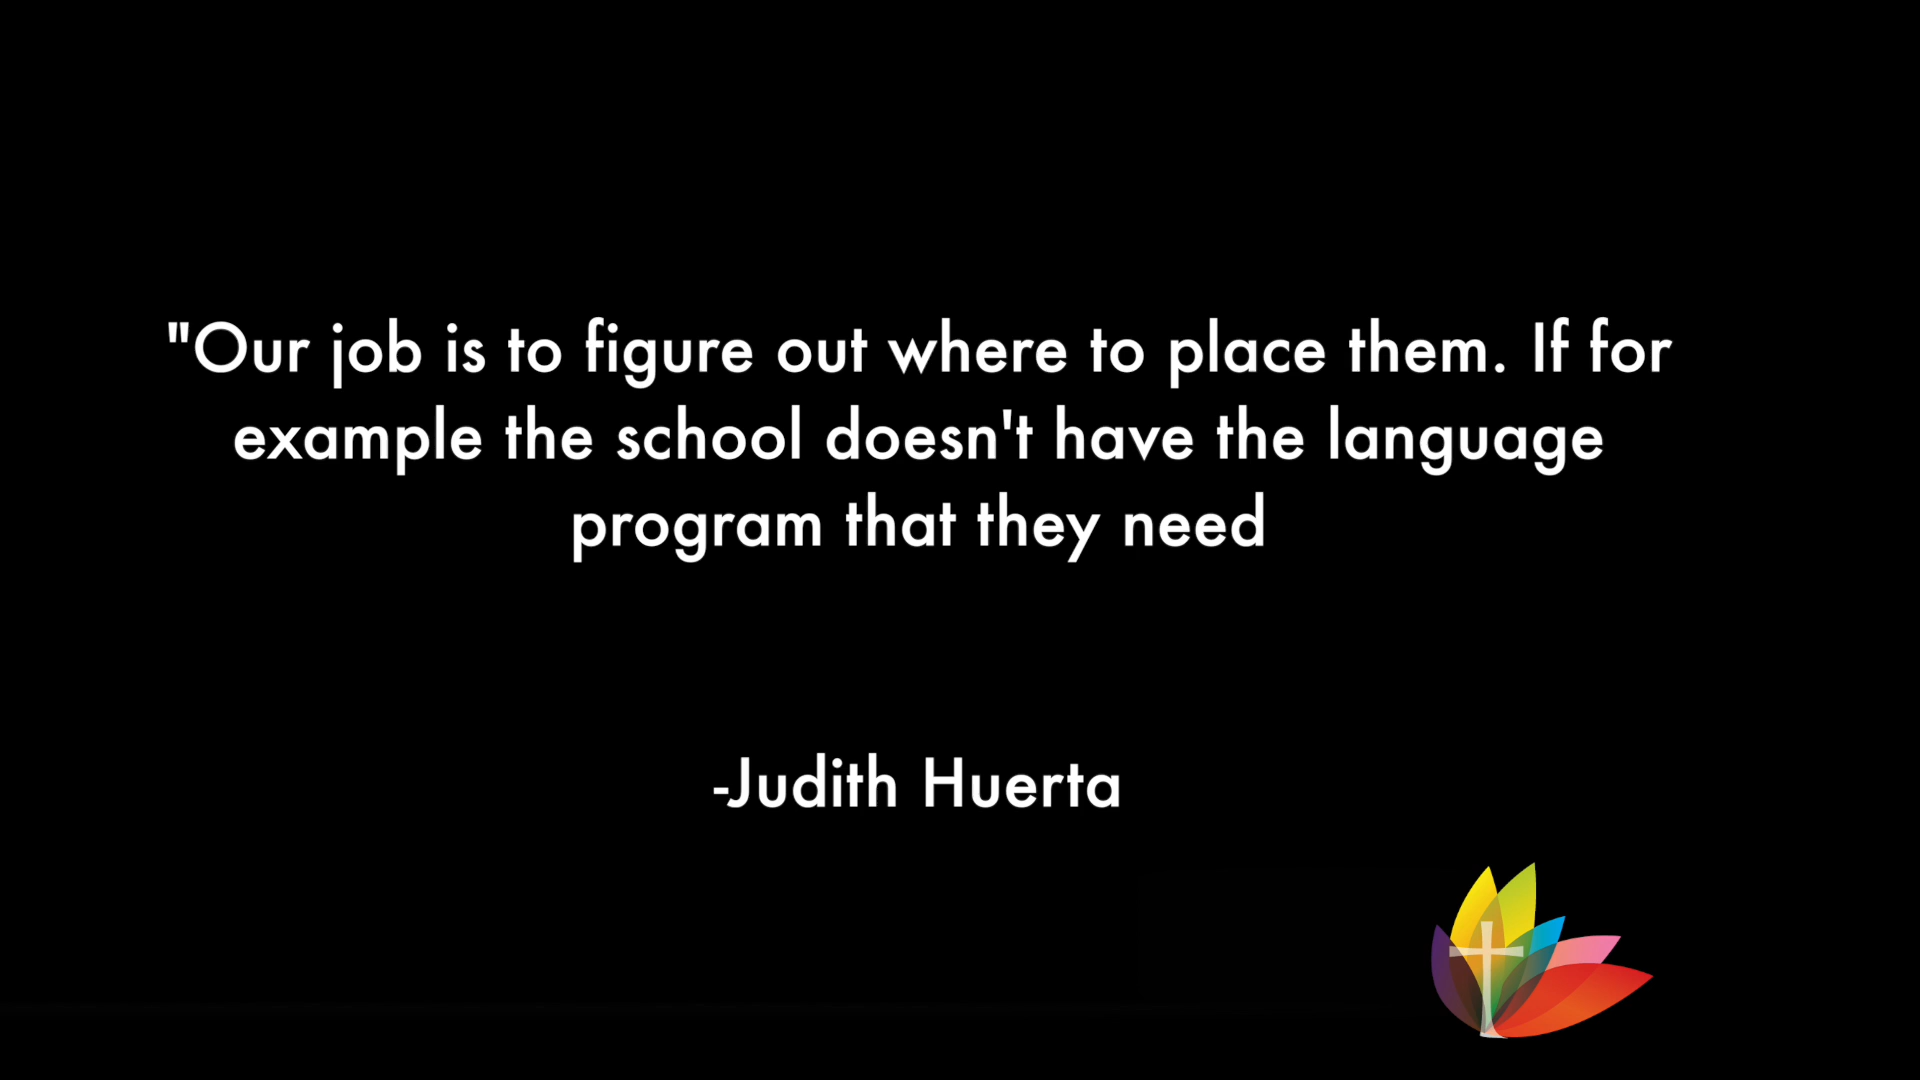 "Our job is to figure out where to place them. If for
example the school doesn't have the language
program that they need
-Judith Huerta